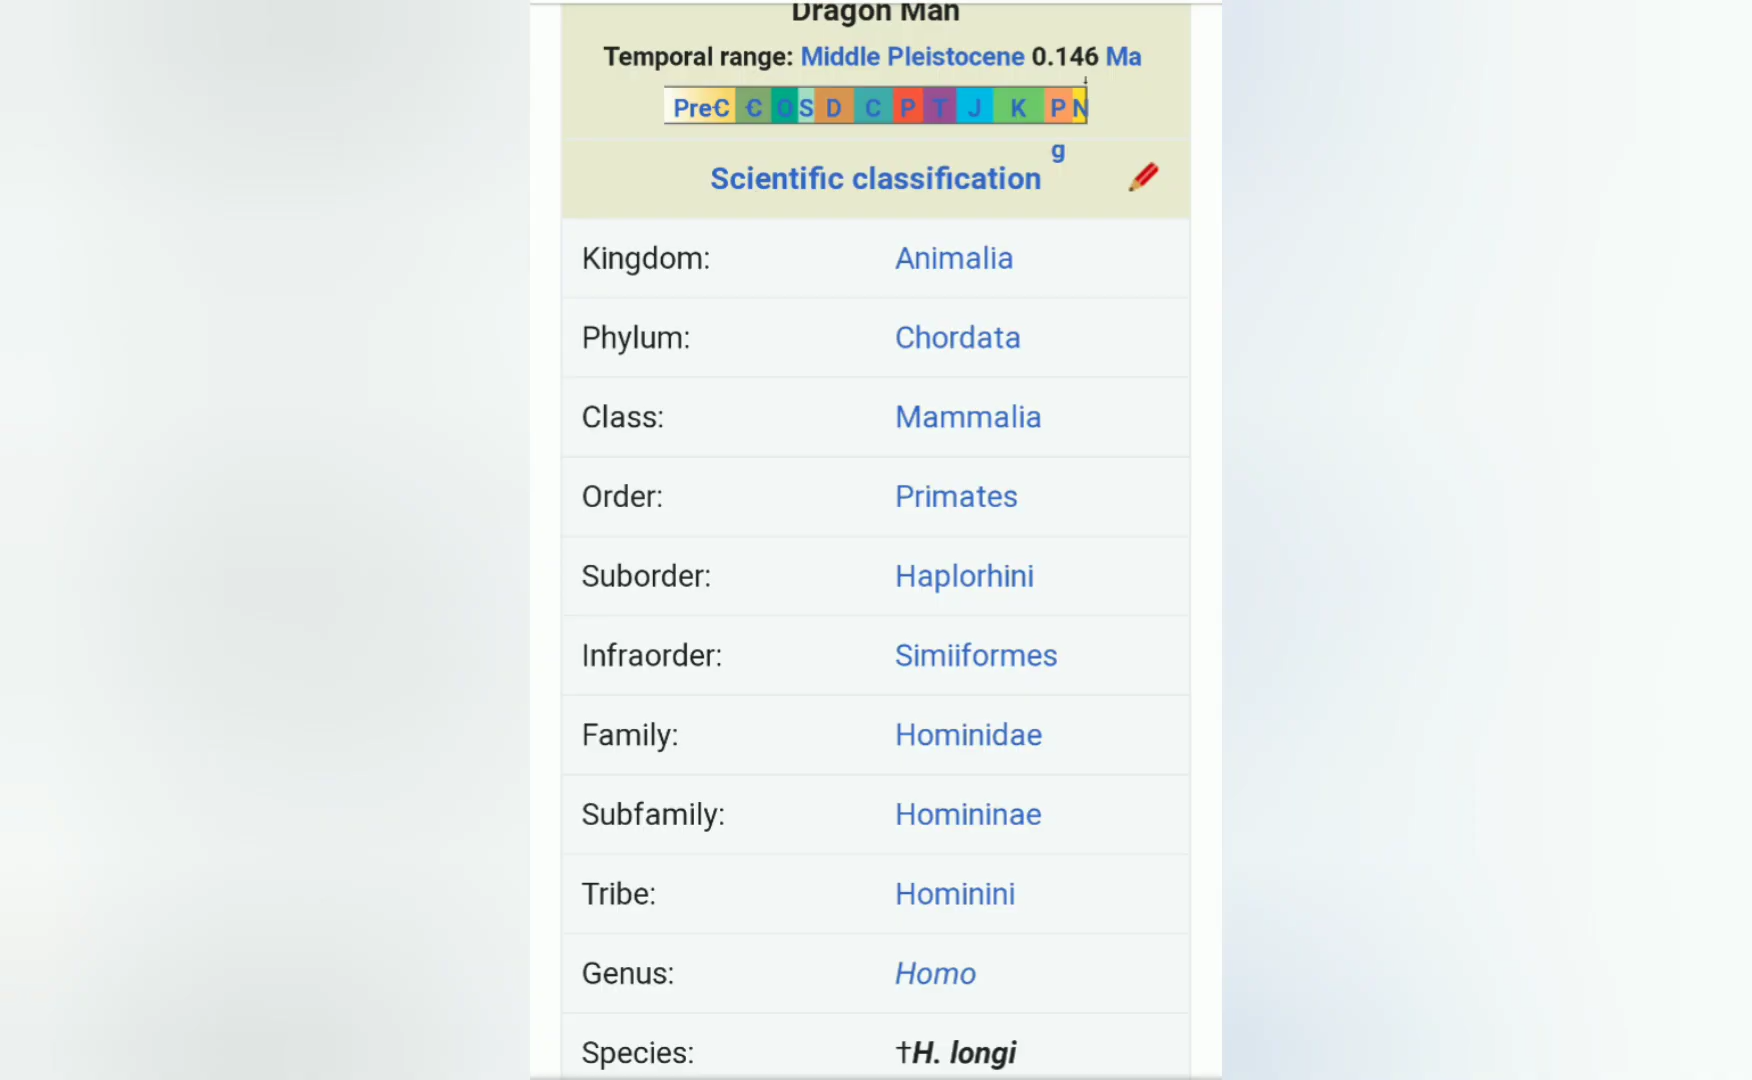 Dragon Man
Temporal range: Middle Pleistocene 0.146 Ma
↓
PreꞒ Ꞓ O S D C P T J K Pg N
Scientific classification
Kingdom: Animalia
Phylum: Chordata
Class: Mammalia
Order: Primates
Suborder: Haplorhini
Infraorder: Simiiformes
Family: Hominidae
Subfamily: Homininae
Tribe: Hominini
Genus: Homo
Species: †H. longi